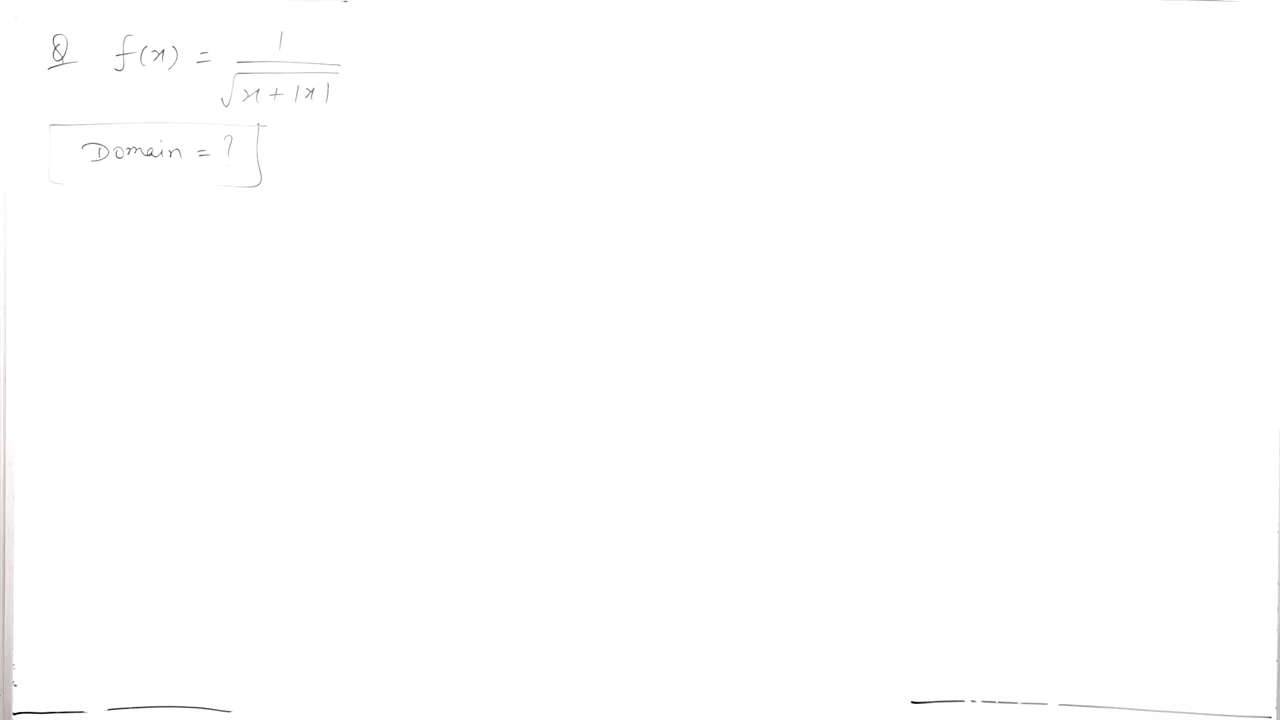 Q f(x) = 1/√(x + |x|)
Domain = ?